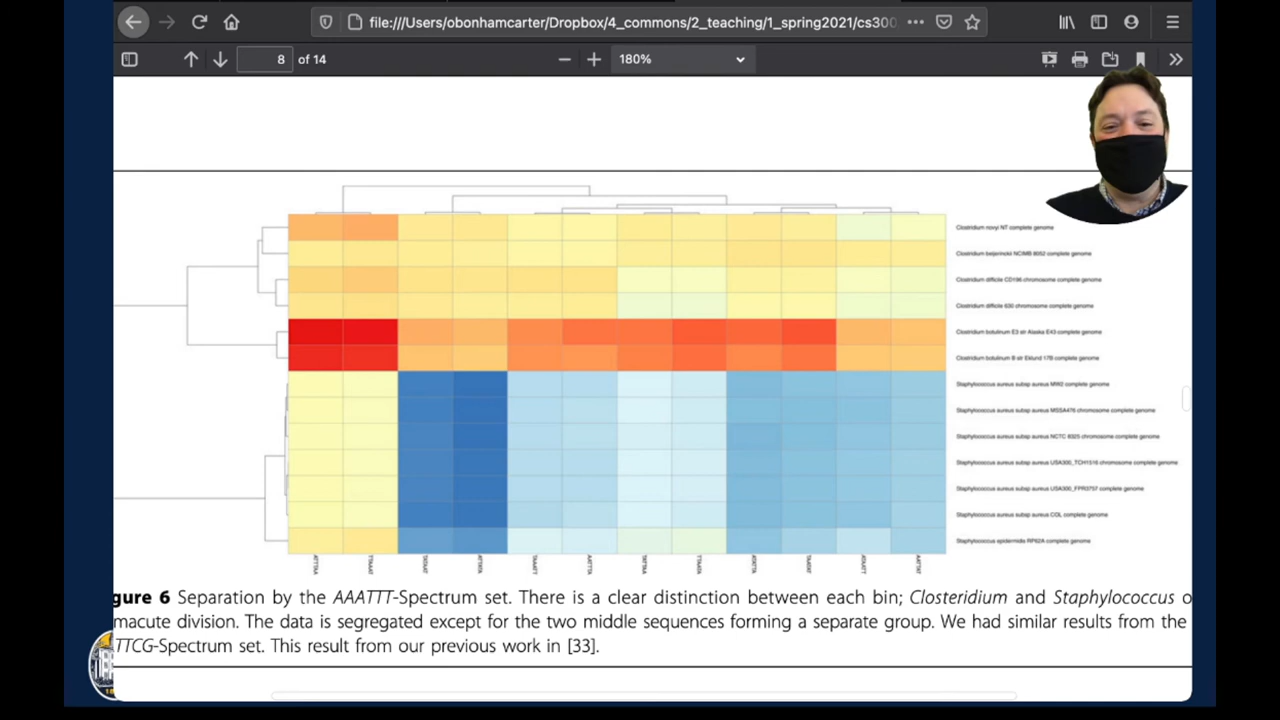 file:///Users/obonhamcarter/Dropbox/4_commons/2_teaching/1_spring2021/cs300
8 of 14
180%
Clostridium novyi NT complete genome
Clostridium beijerinckii NCIMB 8052 complete genome
Clostridium difficile CD196 chromosome complete genome
Clostridium difficile 630 chromosome complete genome
Clostridium botulinum E3 str Alaska E43 complete genome
Clostridium botulinum B str Eklund 17B complete genome
Staphylococcus aureus subsp aureus MW2 complete genome
Staphylococcus aureus subsp aureus MSSA476 chromosome complete genome
Staphylococcus aureus subsp aureus NCTC 8325 chromosome complete genome
Staphylococcus aureus subsp aureus USA300_TCH1516 chromosome complete genome
Staphylococcus aureus subsp aureus USA300_FPR3757 complete genome
Staphylococcus aureus subsp aureus COL complete genome
Staphylococcus epidermidis RP62A complete genome
gure 6 Separation by the AAATTT-Spectrum set. There is a clear distinction between each bin; Closteridium and Staphylococcus o
macute division. The data is segregated except for the two middle sequences forming a separate group. We had similar results from the
TTCG-Spectrum set. This result from our previous work in [33].